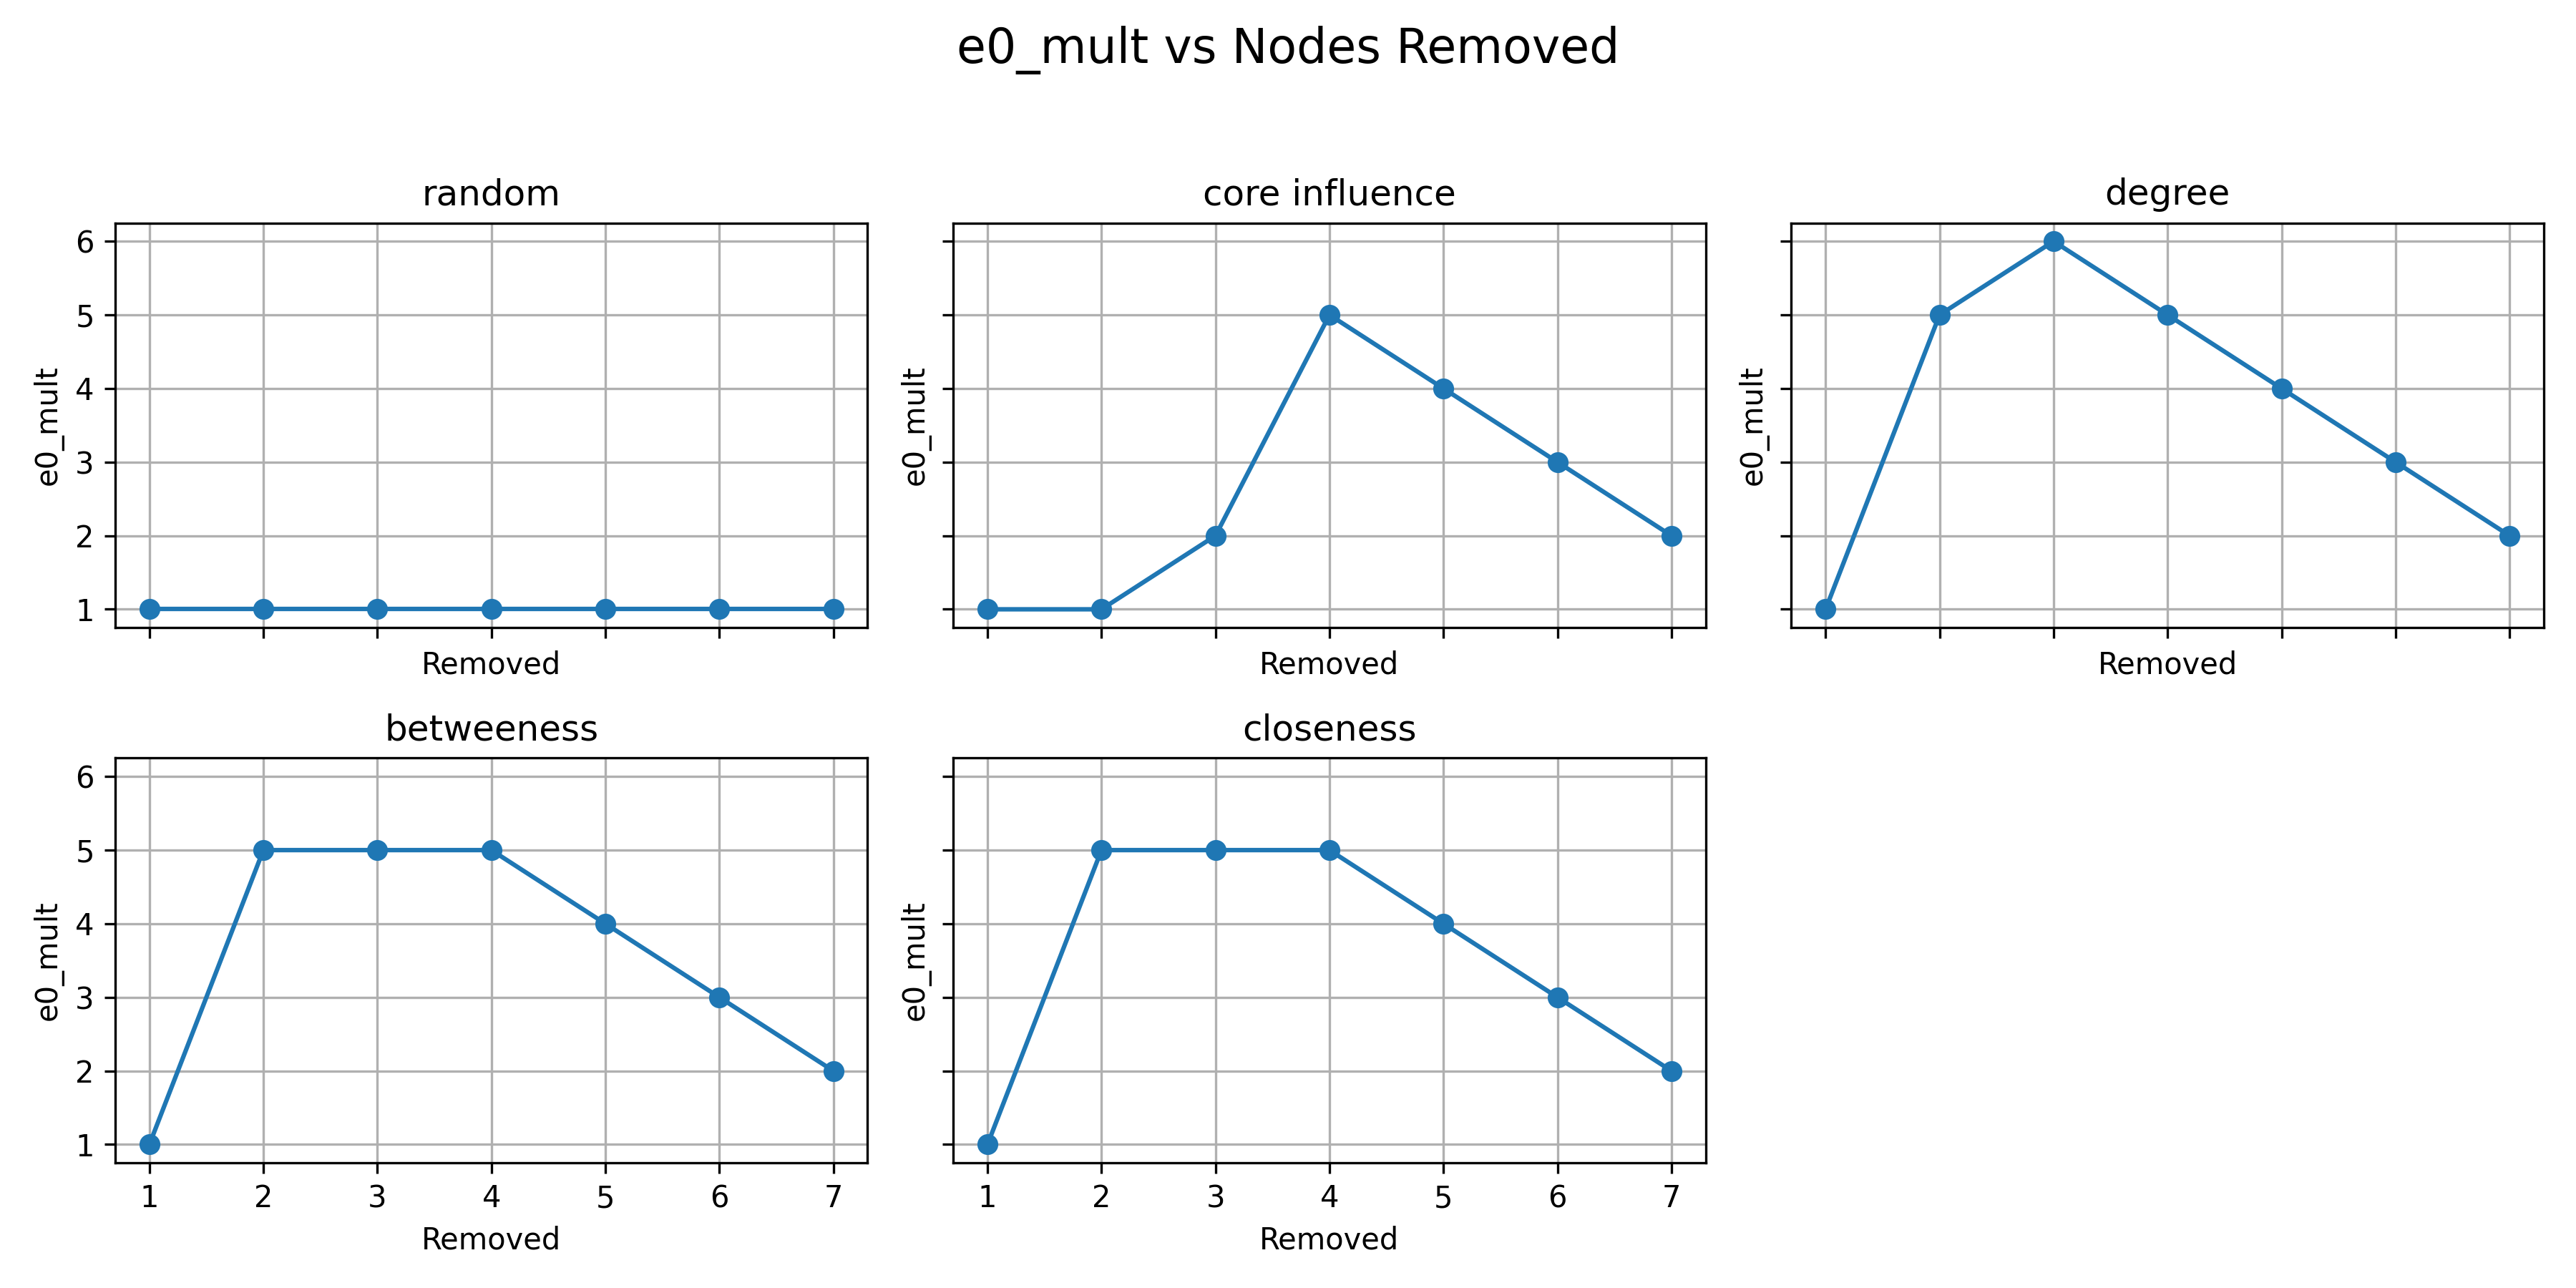 e0_mult vs Nodes Removed
random
core influence
degree
6
5
4
3
2
1
e0_mult
e0_mult
e0_mult
Removed
Removed
Removed
betweeness
closeness
6
5
4
3
2
1
e0_mult
e0_mult
1 2 3 4 5 6 7
1 2 3 4 5 6 7
Removed
Removed